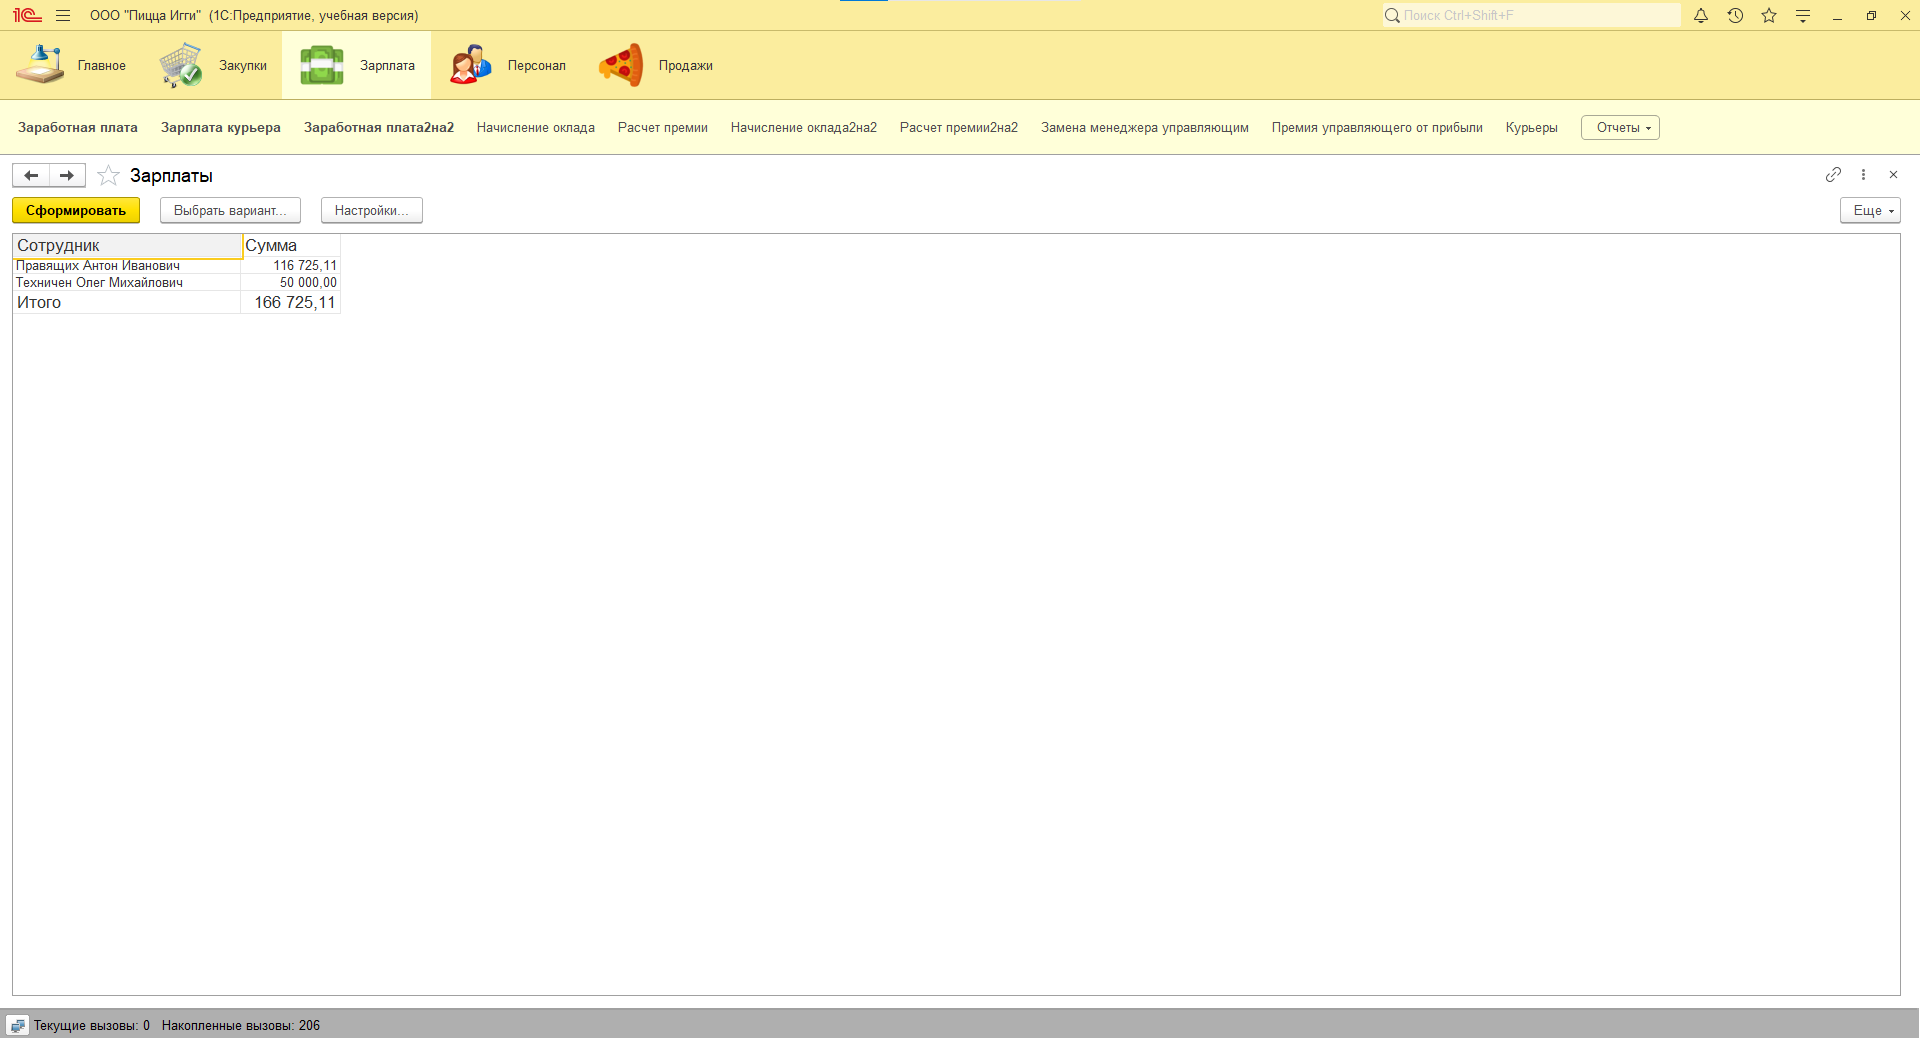 1С ООО "Пицца Игги" (1С:Предприятие, учебная версия) Поиск Ctrl+Shift+F
Главное Закупки Зарплата Персонал Продажи
Заработная плата Зарплата курьера Заработная плата2на2 Начисление оклада Расчет премии Начисление оклада2на2 Расчет премии2на2 Замена менеджера управляющим Премия управляющего от прибыли Курьеры Отчеты
Зарплаты
Сформировать Выбрать вариант... Настройки... Еще
Сотрудник Сумма
Правящих Антон Иванович 116 725,11
Техничен Олег Михайлович 50 000,00
Итого 166 725,11
Текущие вызовы: 0 Накопленные вызовы: 206